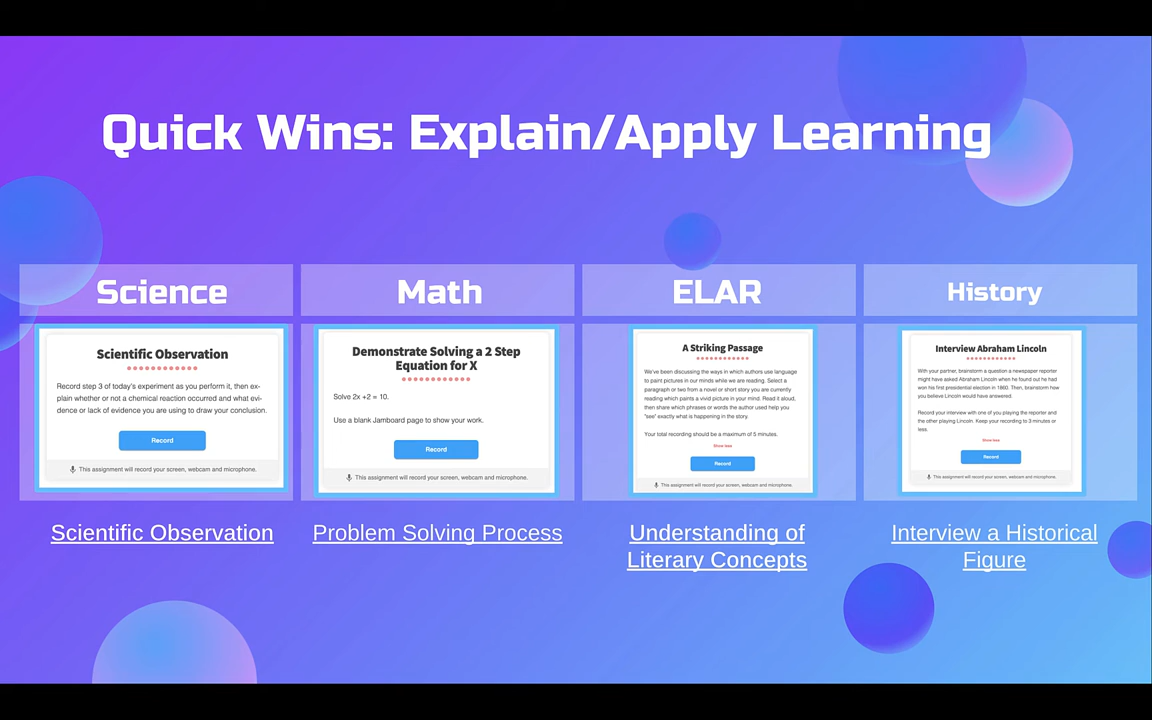 Quick Wins: Explain/Apply Learning
Science
Math
ELAR
History
Scientific Observation
Record step 3 of today's experiment as you perform it, then ex-
plain whether or not a chemical reaction occurred and what evi-
dence or lack of evidence you are using to draw your conclusion.
Record
This assignment will record your screen, webcam and microphone.
Demonstrate Solving a 2 Step
Equation for X
Solve 2x +2 = 10.
Use a blank Jamboard page to show your work.
Record
This assignment will record your screen, webcam and microphone.
A Striking Passage
We've been discussing the ways in which authors use language
to paint pictures in our minds while we are reading. Select a
paragraph or two from a novel or short story you are currently
reading which paints a vivid picture in your mind. Read it aloud,
then share which phrases or words the author used help you
"see" exactly what is happening in the story.
Your total recording should be a maximum of 5 minutes.
Show less
Record
This assignment will record your screen, webcam and microphone.
Interview Abraham Lincoln
With your partner, brainstorm a question a newspaper reporter
might have asked Abraham Lincoln when he found out he had
won his first presidential election in 1860. Then, brainstorm how
you believe Lincoln would have answered.
Record your interview with one of you playing the reporter and
the other playing Lincoln. Keep your recording to 3 minutes or
less.
Show less
Record
This assignment will record your screen, webcam and microphone.
Scientific Observation
Problem Solving Process
Understanding of
Literary Concepts
Interview a Historical
Figure